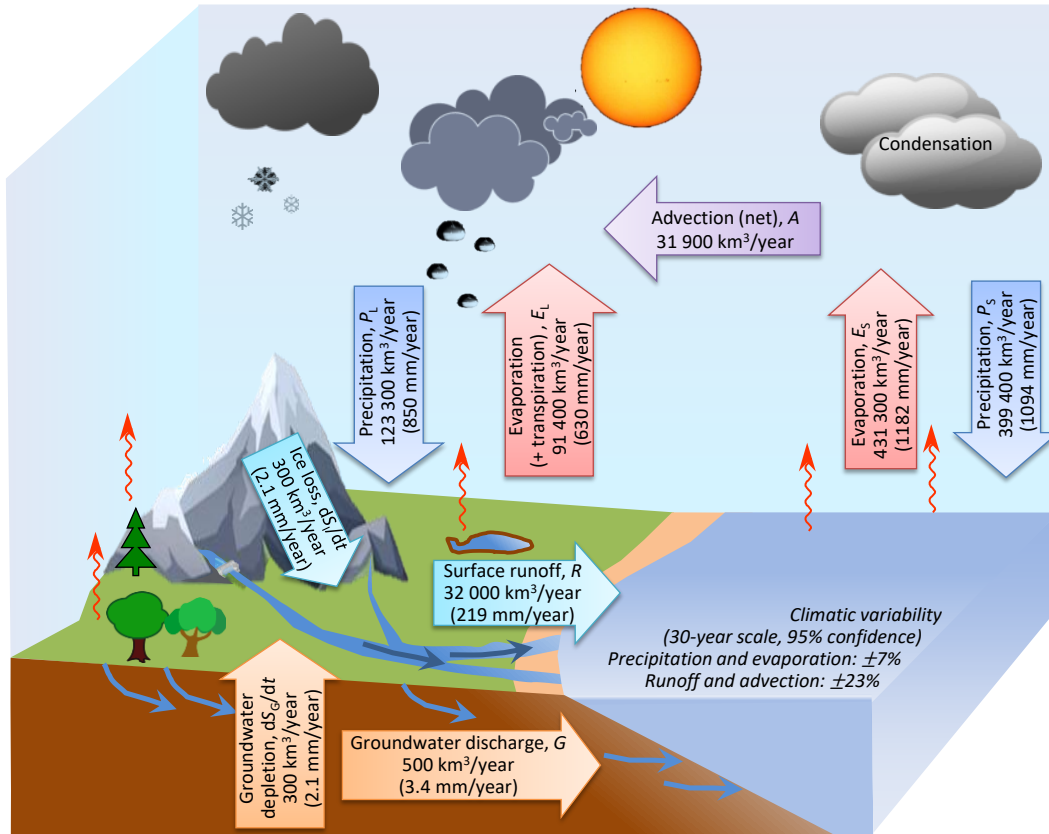 Condensation
Advection (net), A
31 900 km³/year
Precipitation, P_L
123 300 km³/year
(850 mm/year)
Evaporation
(+ transpiration), E_L
91 400 km³/year
(630 mm/year)
Evaporation, E_S
431 300 km³/year
(1182 mm/year)
Precipitation, P_S
399 400 km³/year
(1094 mm/year)
Ice loss, dS_I/dt
300 km³/year
(2.1 mm/year)
Surface runoff, R
32 000 km³/year
(219 mm/year)
Climatic variability
(30-year scale, 95% confidence)
Precipitation and evaporation: ±7%
Runoff and advection: ±23%
Groundwater
depletion, dS_G/dt
300 km³/year
(2.1 mm/year)
Groundwater discharge, G
500 km³/year
(3.4 mm/year)